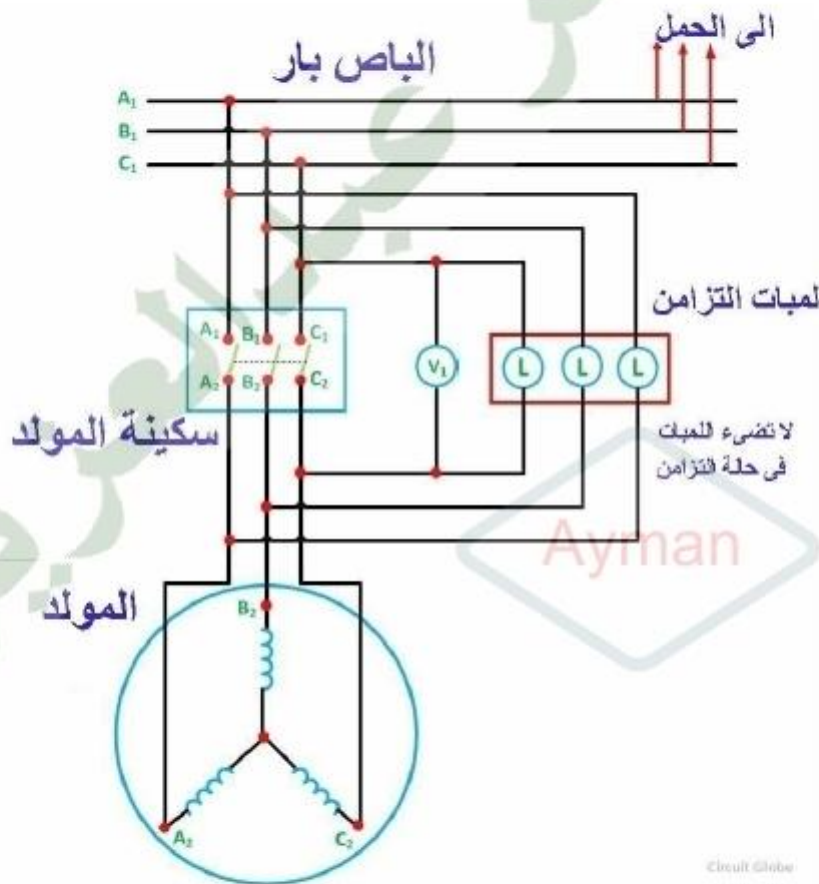 الى الحمل
الباص بار
A₁
B₁
C₁
لمبات التزامن
A₁ B₁ C₁
V₁ L L L
A₂ B₂ C₂
سكينة المولد
لا تضىء اللمبات
فى حالة التزامن
Ayman
المولد
B₂
A₂
C₂
Circuit Globe